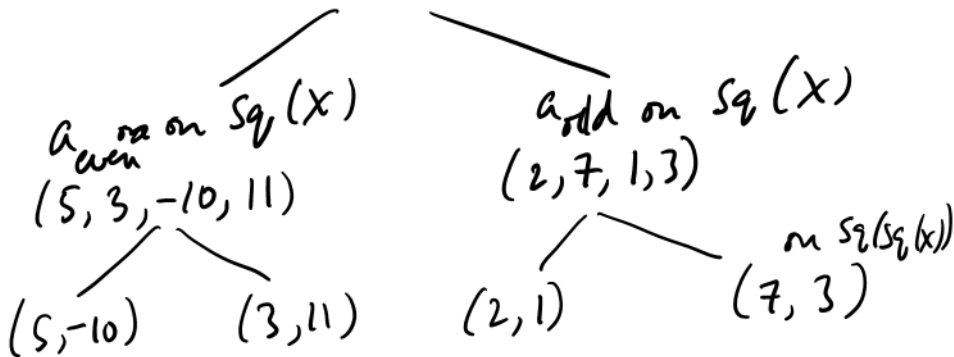 a_even on Sq(X)
a_odd on Sq(X)
(5, 3, -10, 11)
(2, 7, 1, 3)
on Sq(Sq(x))
(5, -10)
(3, 11)
(2, 1)
(7, 3)